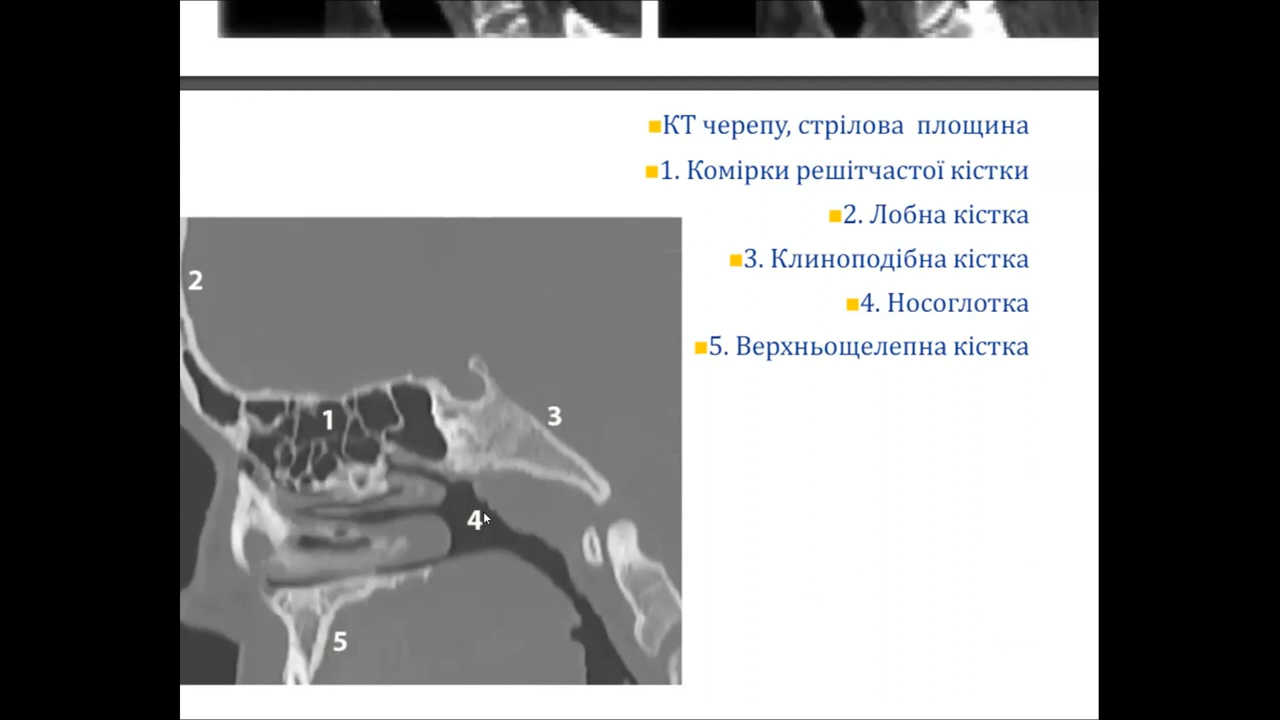 ■КТ черепу, стрілова площина
■1. Комірки решітчастої кістки
■2. Лобна кістка
■3. Клиноподібна кістка
■4. Носоглотка
■5. Верхньощелепна кістка
2
1
3
4
5